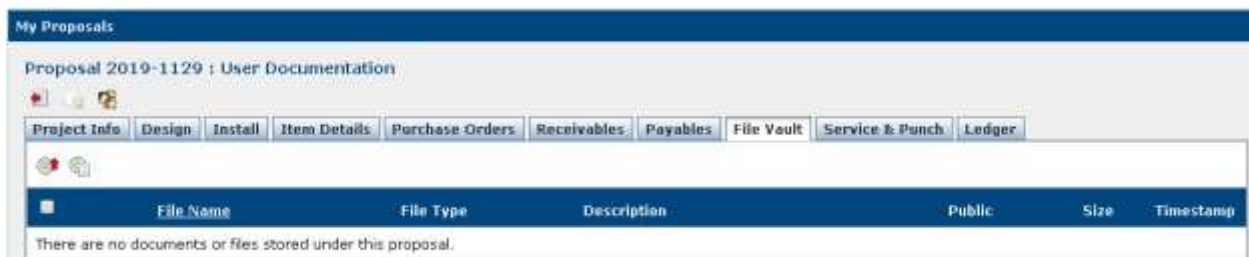 My Proposals
Proposal 2019-1129 : User Documentation
Project Info Design Install Item Details Purchase Orders Receivables Payables File Vault Service & Punch Ledger
File Name File Type Description Public Size Timestamp
There are no documents or files stored under this proposal.